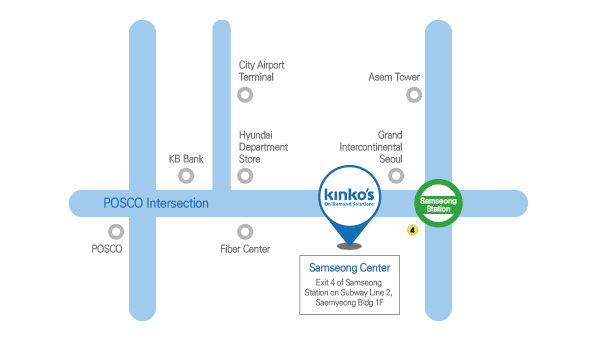 City Airport
Terminal
Asem Tower
Hyundai
Department
Store
Grand
Intercontinental
Seoul
KB Bank
POSCO Intersection
kinko's
On Demand Solutions
Samseong
Station
4
POSCO
Fiber Center
Samseong Center
Exit 4 of Samseong
Station on Subway Line 2,
Saemyeong Bldg 1F